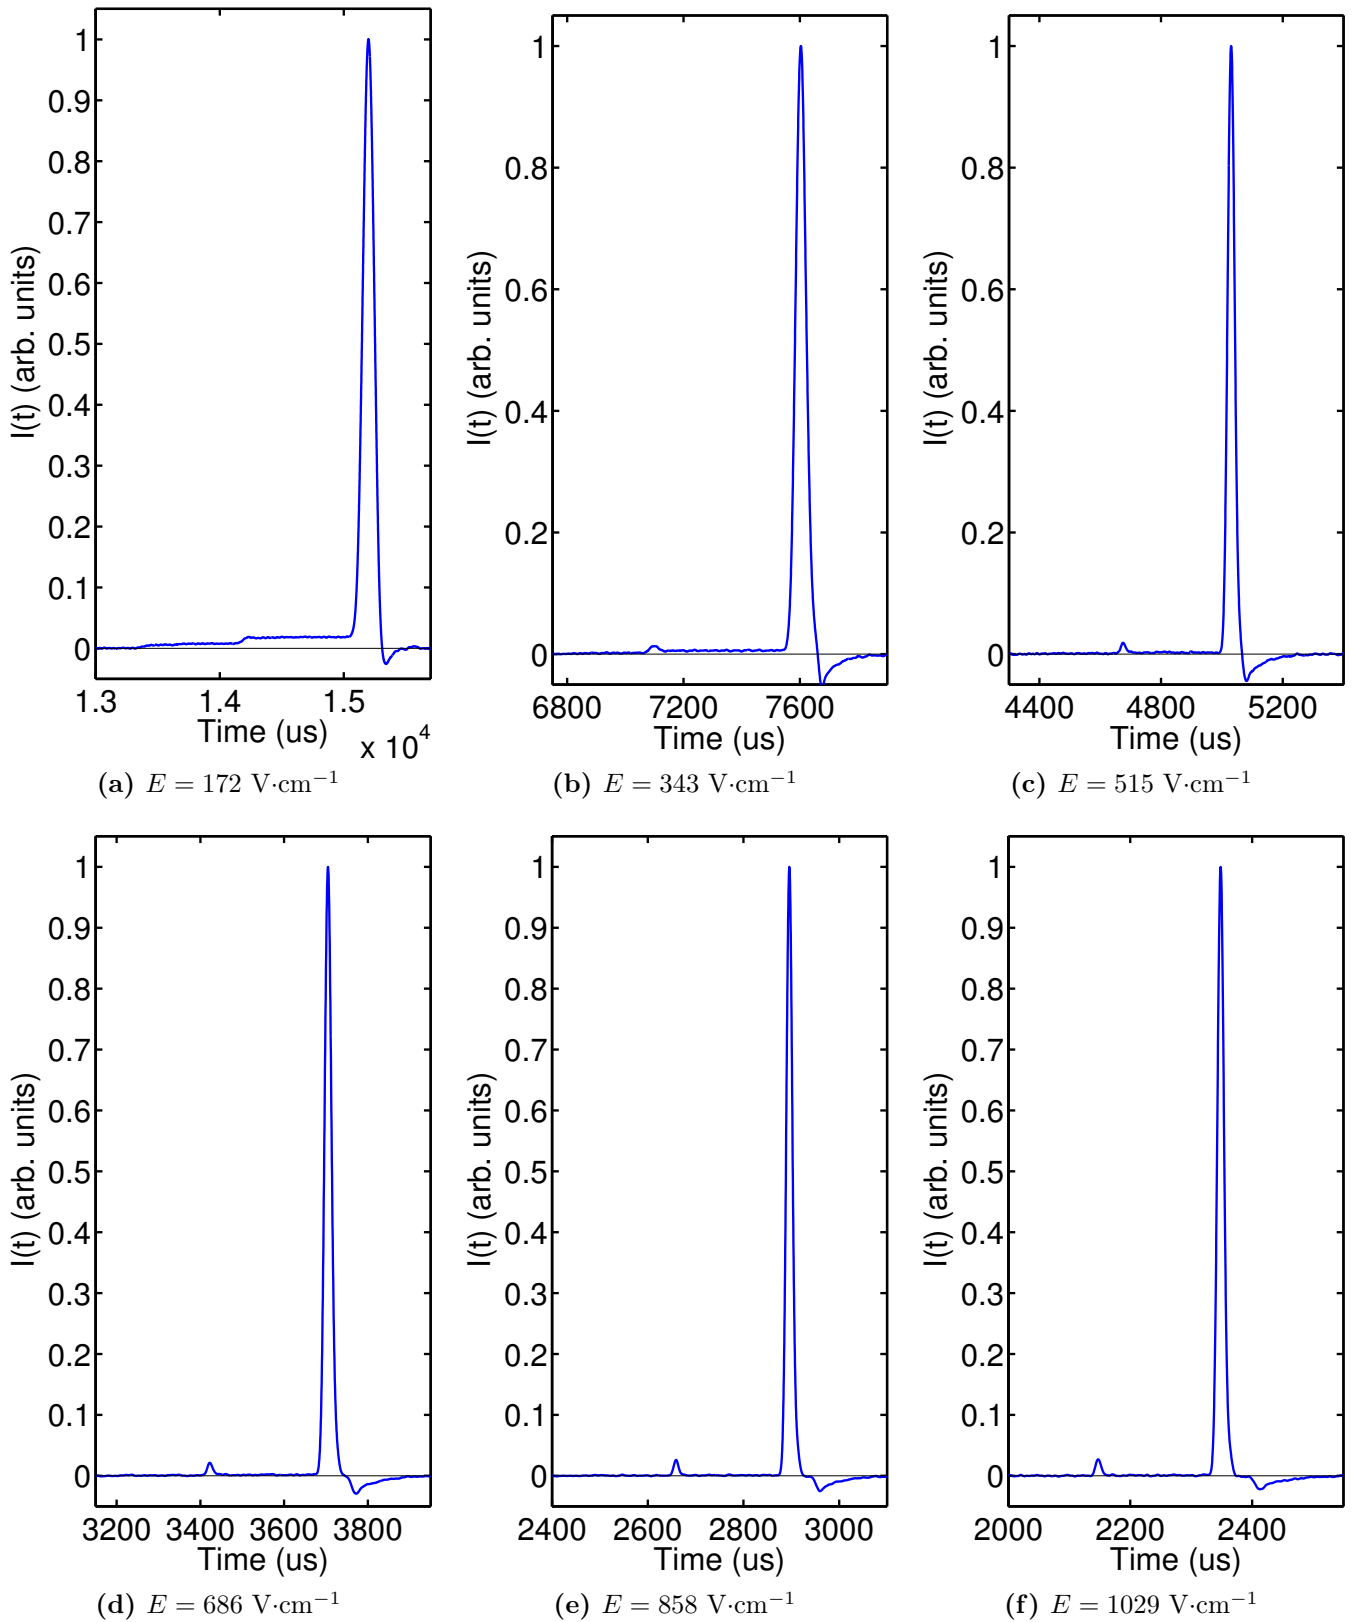 I(t) (arb. units)
1
0.9
0.8
0.7
0.6
0.5
0.4
0.3
0.2
0.1
0
1.3 1.4 1.5
Time (us)
x 10⁴
(a) E = 172 V·cm⁻¹
I(t) (arb. units)
1
0.8
0.6
0.4
0.2
0
6800 7200 7600
Time (us)
(b) E = 343 V·cm⁻¹
I(t) (arb. units)
1
0.8
0.6
0.4
0.2
0
4400 4800 5200
Time (us)
(c) E = 515 V·cm⁻¹
I(t) (arb. units)
1
0.9
0.8
0.7
0.6
0.5
0.4
0.3
0.2
0.1
0
3200 3400 3600 3800
Time (us)
(d) E = 686 V·cm⁻¹
I(t) (arb. units)
1
0.9
0.8
0.7
0.6
0.5
0.4
0.3
0.2
0.1
0
2400 2600 2800 3000
Time (us)
(e) E = 858 V·cm⁻¹
I(t) (arb. units)
1
0.9
0.8
0.7
0.6
0.5
0.4
0.3
0.2
0.1
0
2000 2200 2400
Time (us)
(f) E = 1029 V·cm⁻¹